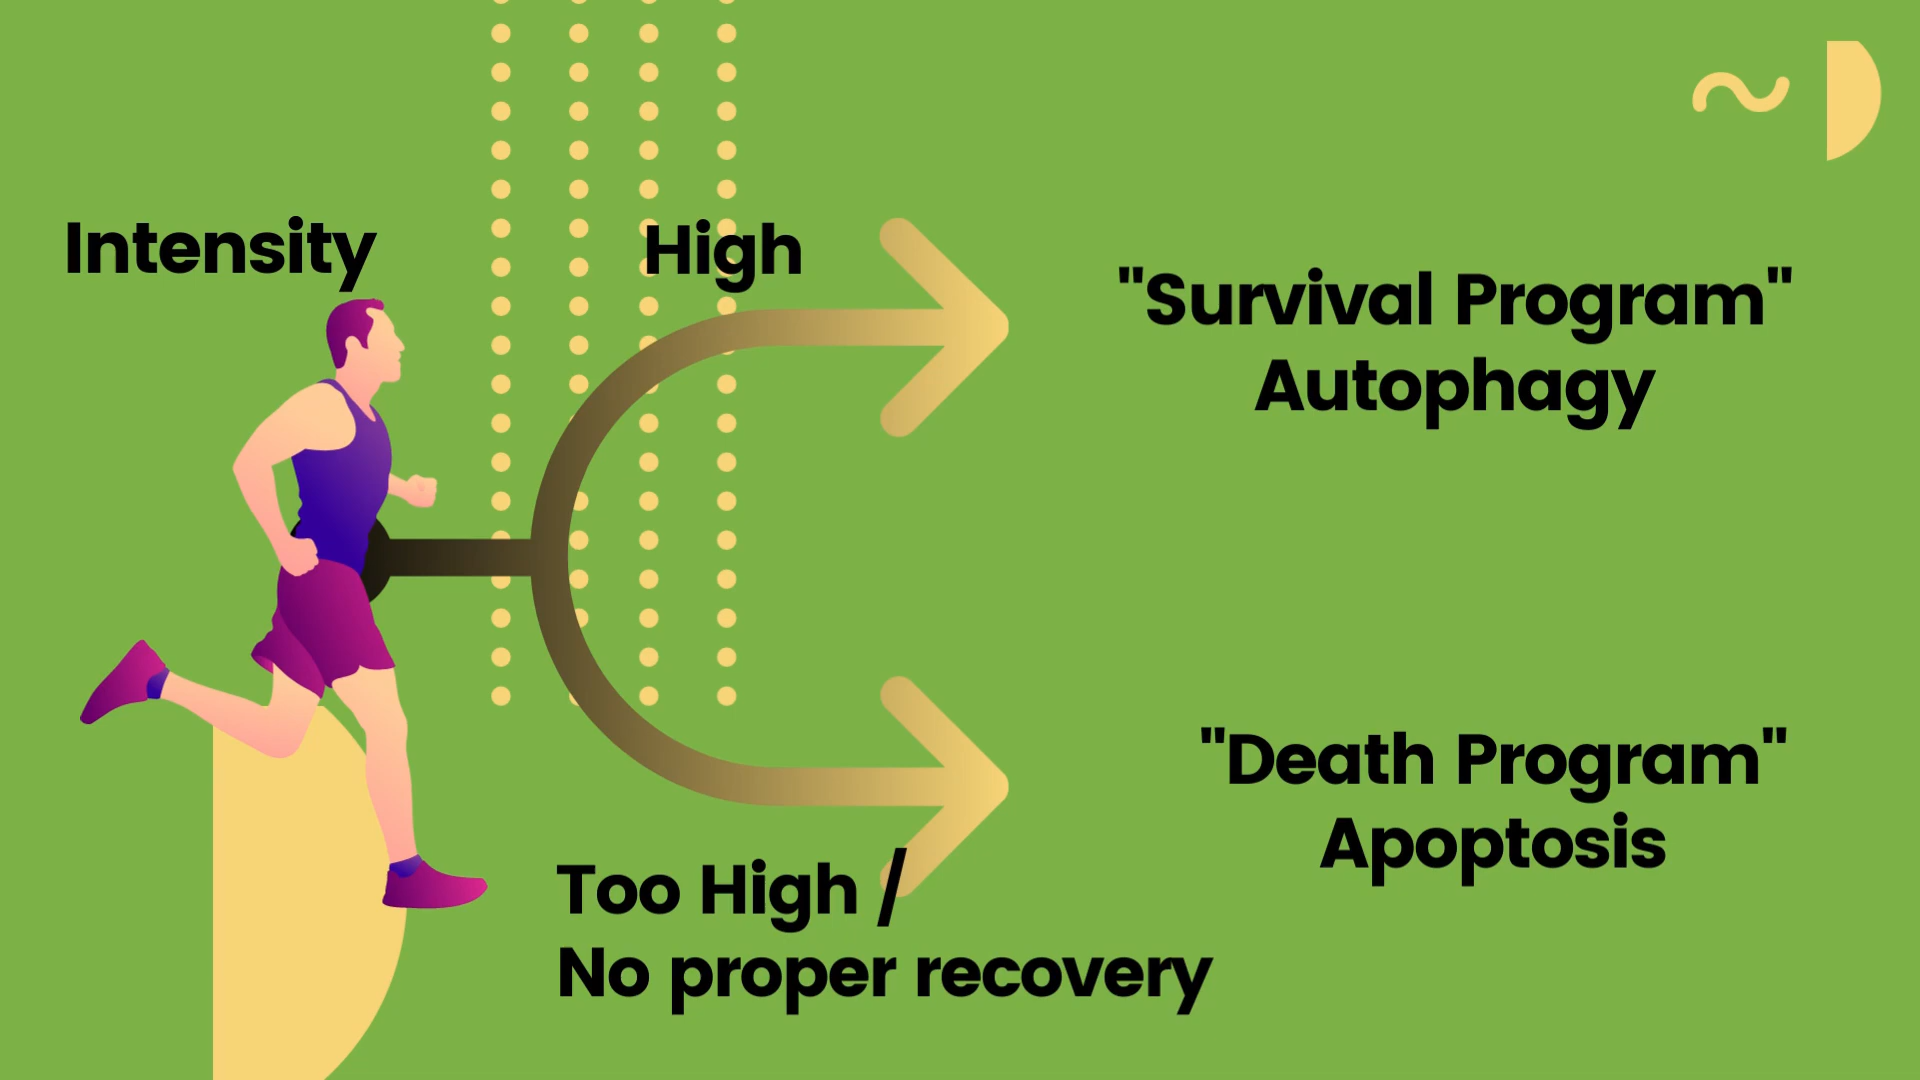 Intensity
High
"Survival Program"
Autophagy
"Death Program"
Apoptosis
Too High /
No proper recovery